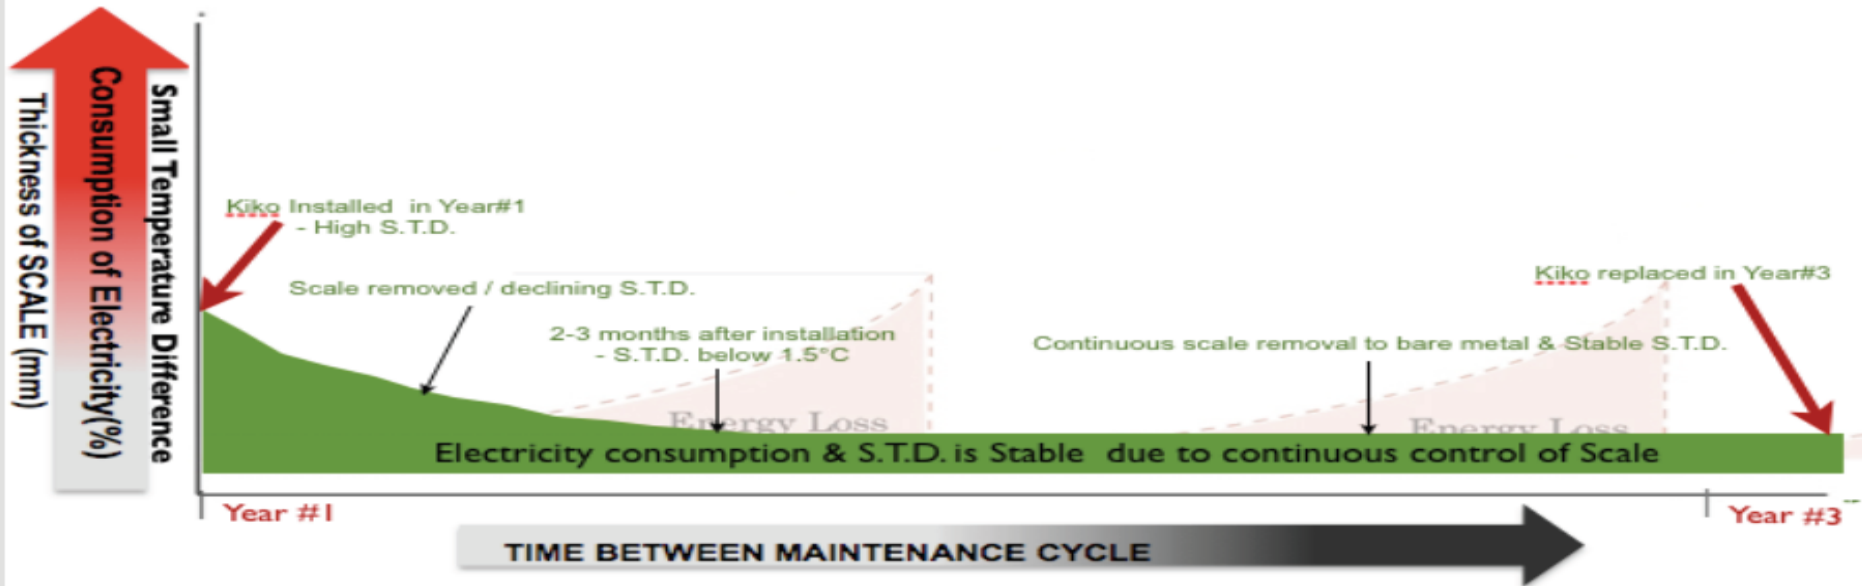 Thickness of SCALE (mm)
Consumption of Electricity(%)
Small Temperature Difference
Kiko Installed in Year#1
- High S.T.D.
Scale removed / declining S.T.D.
2-3 months after installation
- S.T.D. below 1.5°C
Kiko replaced in Year#3
Continuous scale removal to bare metal & Stable S.T.D.
Energy Loss
Energy Loss
Electricity consumption & S.T.D. is Stable due to continuous control of Scale
Year #1
Year #3
TIME BETWEEN MAINTENANCE CYCLE